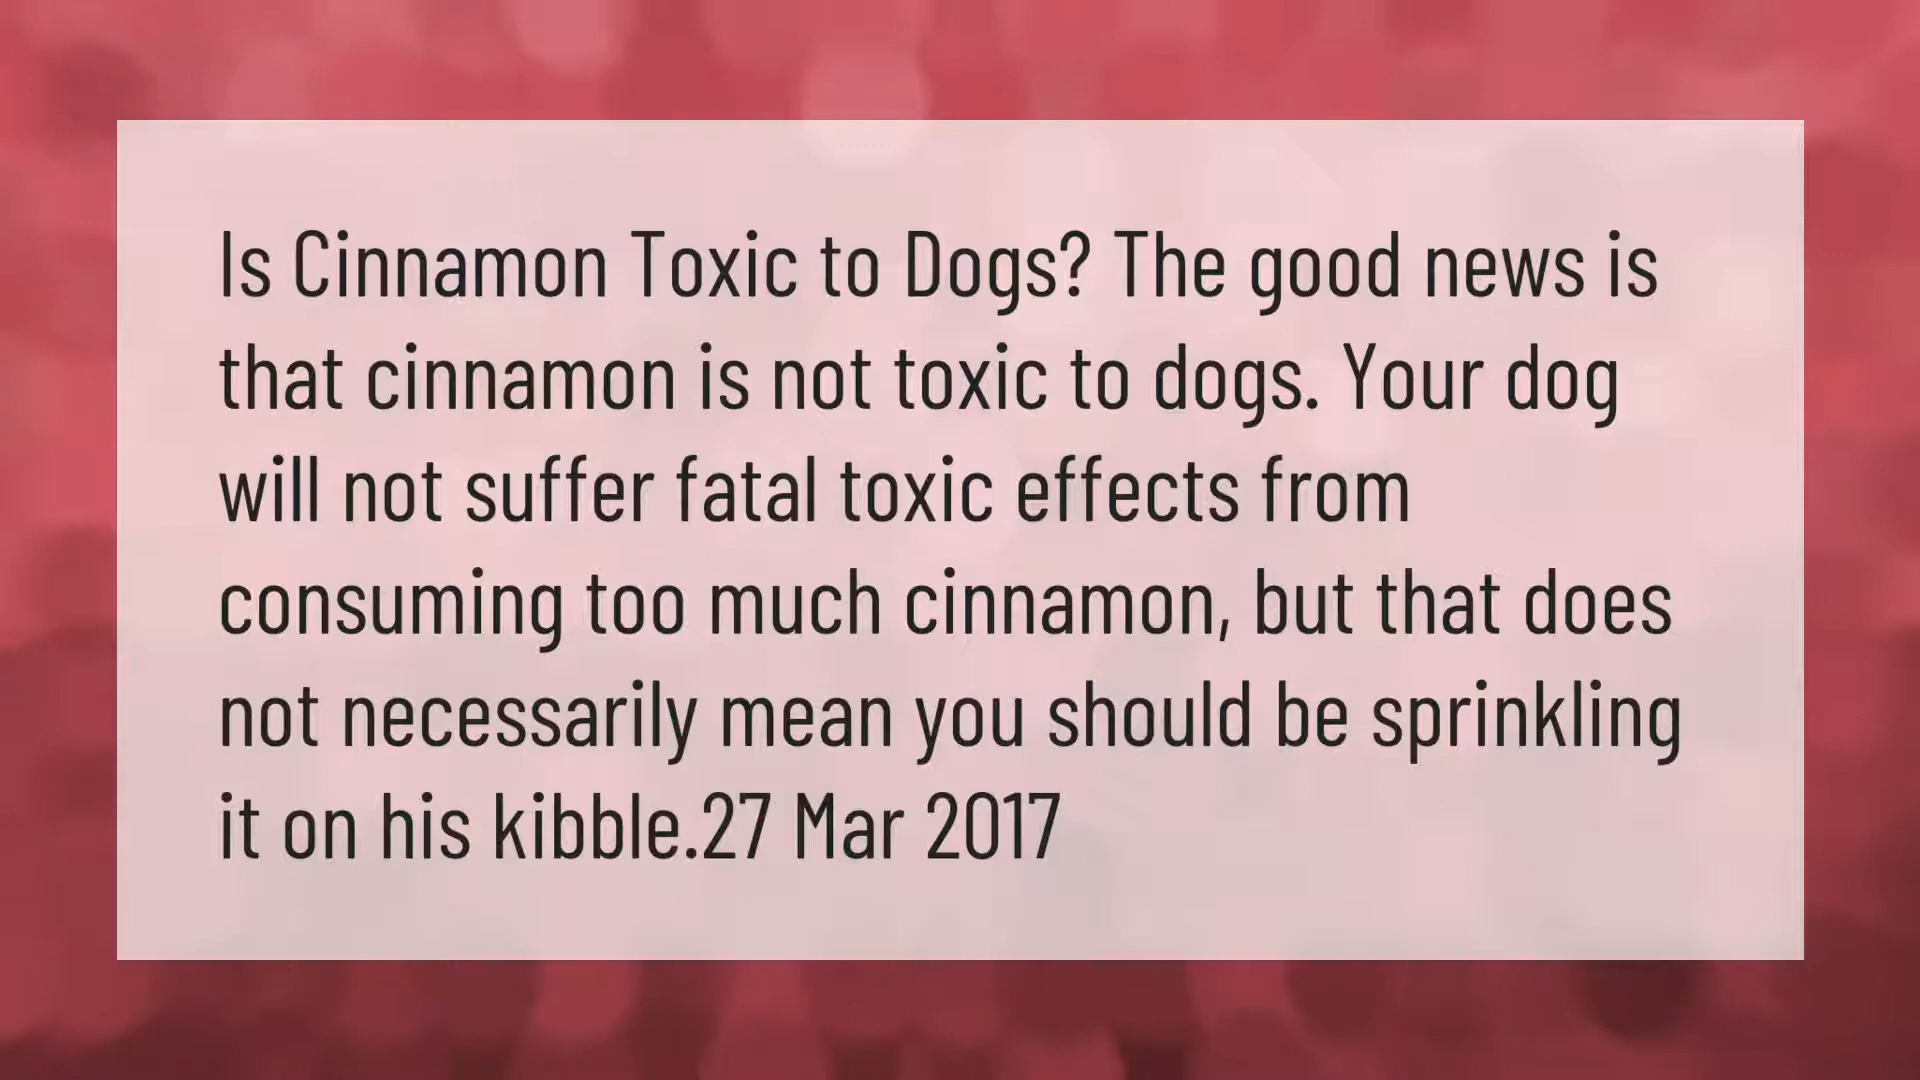 Is Cinnamon Toxic to Dogs? The good news is
that cinnamon is not toxic to dogs. Your dog
will not suffer fatal toxic effects from
consuming too much cinnamon, but that does
not necessarily mean you should be sprinkling
it on his kibble.27 Mar 2017